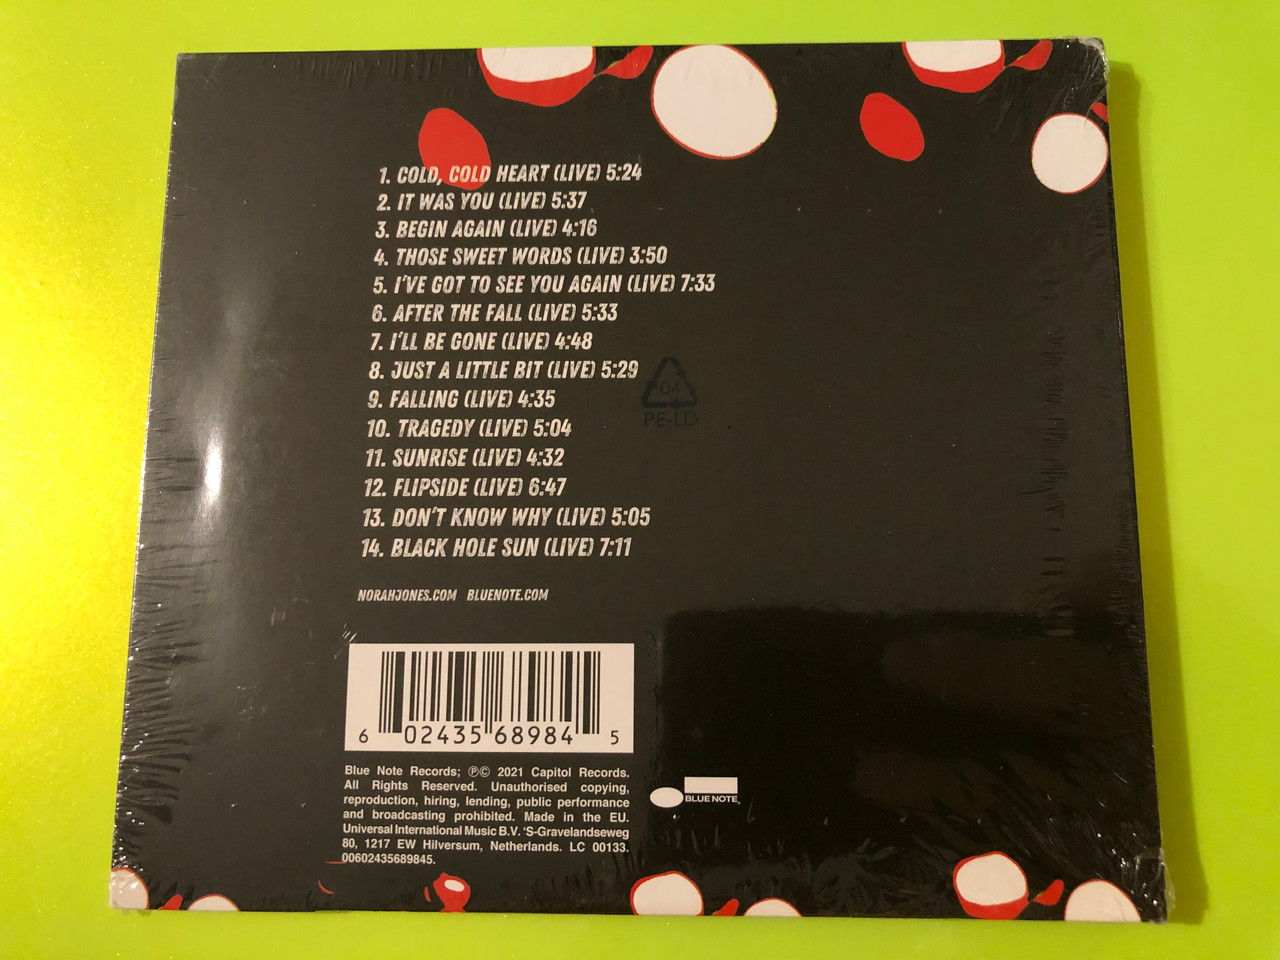 1. COLD, COLD HEART (LIVE) 5:24
2. IT WAS YOU (LIVE) 5:37
3. BEGIN AGAIN (LIVE) 4:16
4. THOSE SWEET WORDS (LIVE) 3:50
5. I'VE GOT TO SEE YOU AGAIN (LIVE) 7:33
6. AFTER THE FALL (LIVE) 5:33
7. I'LL BE GONE (LIVE) 4:48
8. JUST A LITTLE BIT (LIVE) 5:29
9. FALLING (LIVE) 4:35
10. TRAGEDY (LIVE) 5:04
11. SUNRISE (LIVE) 4:32
12. FLIPSIDE (LIVE) 6:47
13. DON'T KNOW WHY (LIVE) 5:05
14. BLACK HOLE SUN (LIVE) 7:11
04
PE-LD
NORAHJONES.COM BLUENOTE.COM
6 02435 68984 5
Blue Note Records; ℗© 2021 Capitol Records.
All Rights Reserved. Unauthorised copying,
reproduction, hiring, lending, public performance
and broadcasting prohibited. Made in the EU.
Universal International Music B.V. 'S-Gravelandseweg
80, 1217 EW Hilversum, Netherlands. LC 00133.
00602435689845.
BLUE NOTE